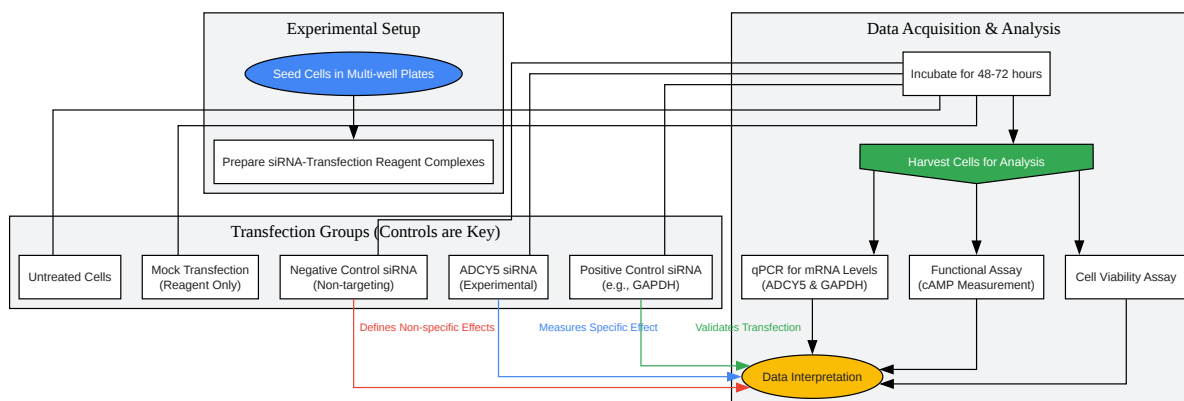 Experimental Setup
Seed Cells in Multi-well Plates
Prepare siRNA-Transfection Reagent Complexes
Data Acquisition & Analysis
Incubate for 48-72 hours
Harvest Cells for Analysis
Transfection Groups (Controls are Key)
Untreated Cells
Mock Transfection
(Reagent Only)
Negative Control siRNA
(Non-targeting)
ADCY5 siRNA
(Experimental)
Positive Control siRNA
(e.g., GAPDH)
qPCR for mRNA Levels
(ADCY5 & GAPDH)
Functional Assay
(cAMP Measurement)
Cell Viability Assay
Defines Non-specific Effects
Measures Specific Effect
Validates Transfection
Data Interpretation